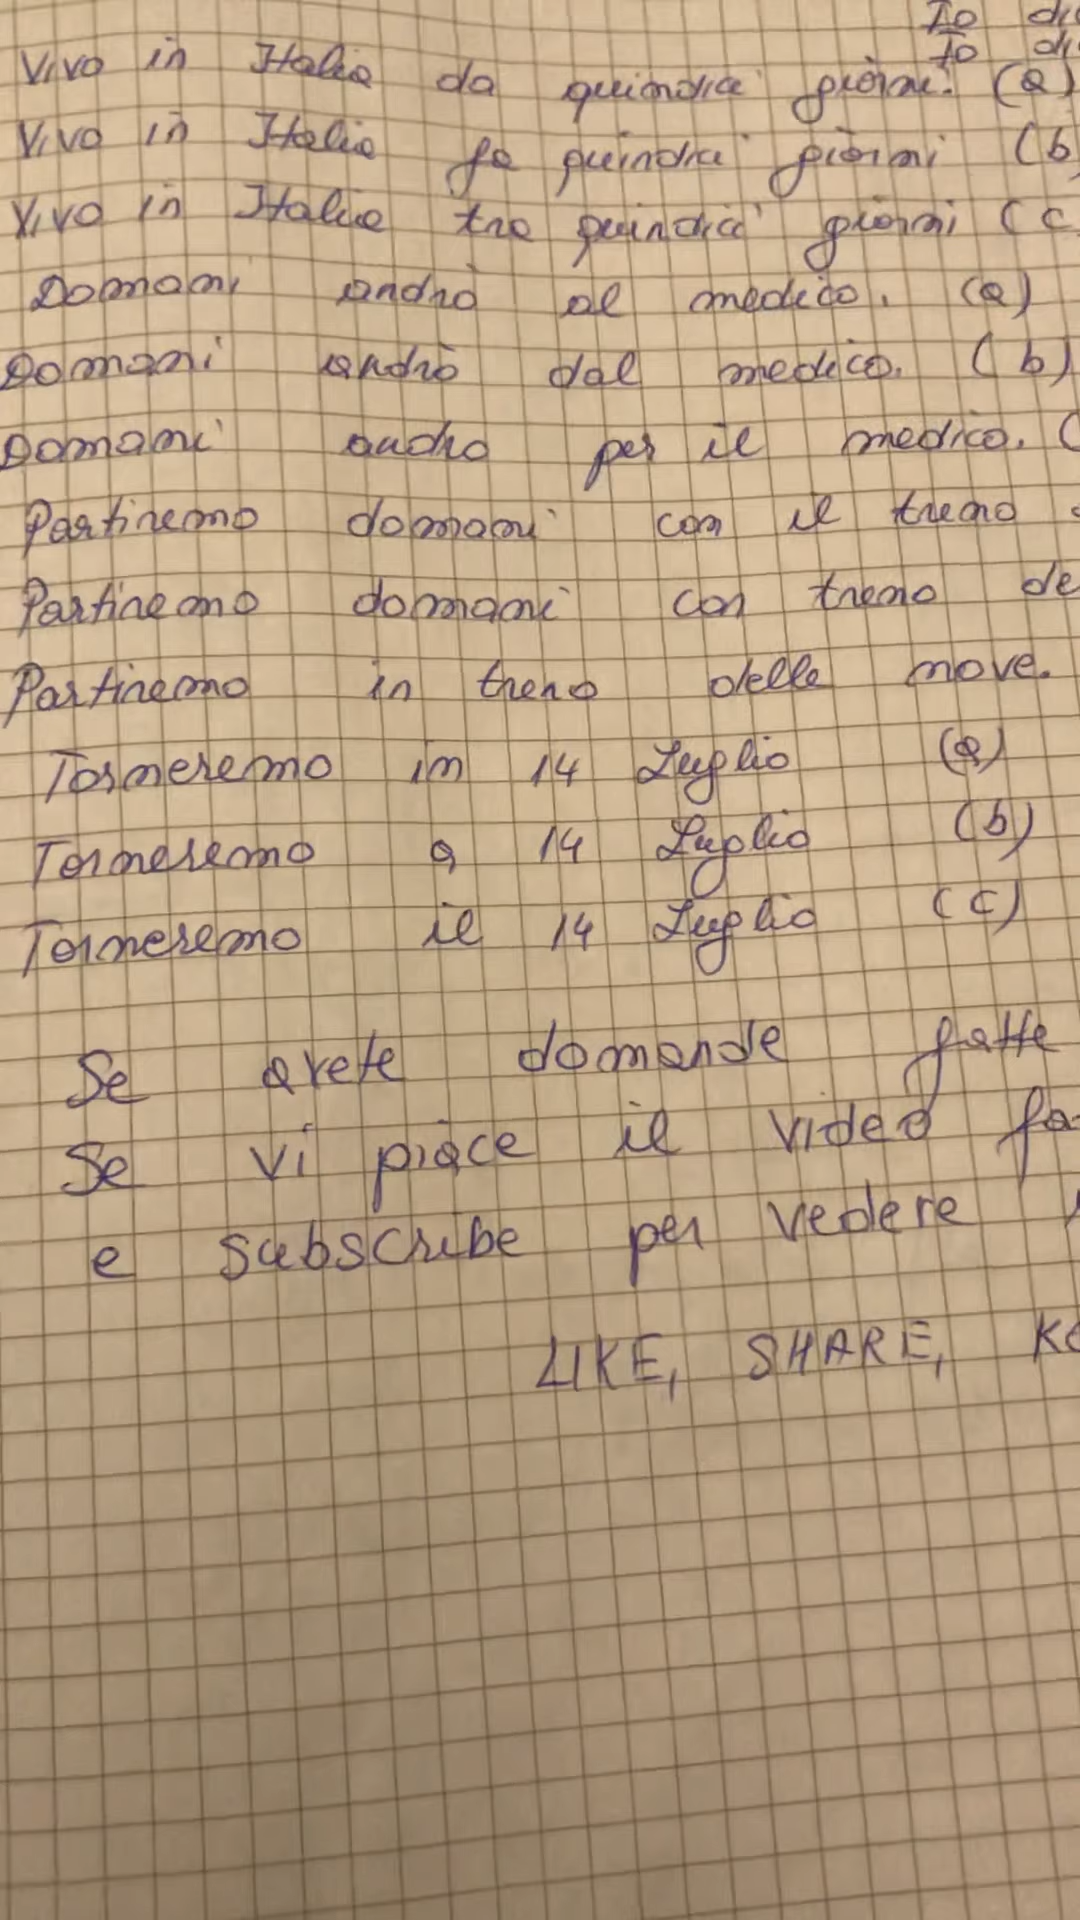 Io
Io
Vivo in Italia da quindici giorni. (a)
Vivo in Italia fa quindici giorni (b
Vivo in Italia tra quindici giorni (c
Domani andrò al medico. (a)
Domani andrò dal medico. (b)
Domani andro per il medico. (
Partiremo domani con il treno
Partiremo domani con treno de
Partiremo in treno delle nove.
Torneremo in 14 Luglio (a)
Torneremo a 14 Luglio (b)
Torneremo il 14 Luglio (c)
Se avete domande fatte
Se vi piace il video fa
e subscribe per vedere
LIKE, SHARE,